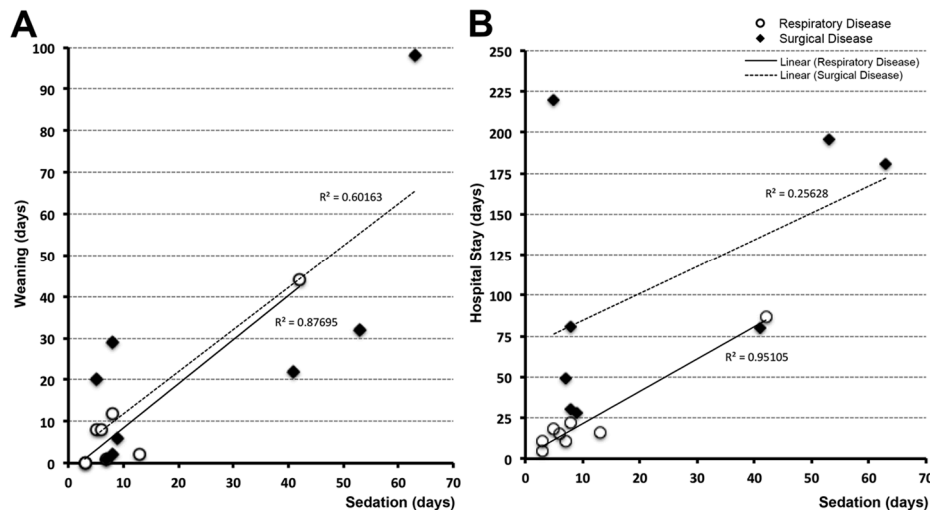 A
100
90
80
70
60
50
40
30
20
10
0
Weaning (days)
R² = 0.60163
R² = 0.87695
0 10 20 30 40 50 60 70
Sedation (days)
B
Respiratory Disease
Surgical Disease
Linear (Respiratory Disease)
Linear (Surgical Disease)
250
225
200
175
150
125
100
75
50
25
0
Hospital Stay (days)
R² = 0.25628
R² = 0.95105
0 10 20 30 40 50 60 70
Sedation (days)